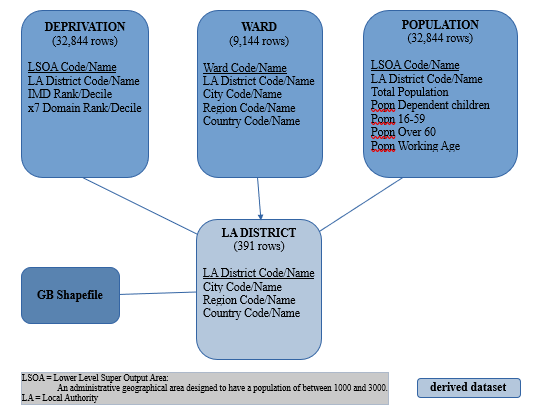 DEPRIVATION
(32,844 rows)
LSOA Code/Name
LA District Code/Name
IMD Rank/Decile
x7 Domain Rank/Decile
WARD
(9,144 rows)
Ward Code/Name
LA District Code/Name
City Code/Name
Region Code/Name
Country Code/Name
POPULATION
(32,844 rows)
LSOA Code/Name
LA District Code/Name
Total Population
Popn Dependent children
Popn 16-59
Popn Over 60
Popn Working Age
LA DISTRICT
(391 rows)
LA District Code/Name
City Code/Name
Region Code/Name
Country Code/Name
GB Shapefile
LSOA = Lower Level Super Output Area:
An administrative geographical area designed to have a population of between 1000 and 3000.
LA = Local Authority
derived dataset